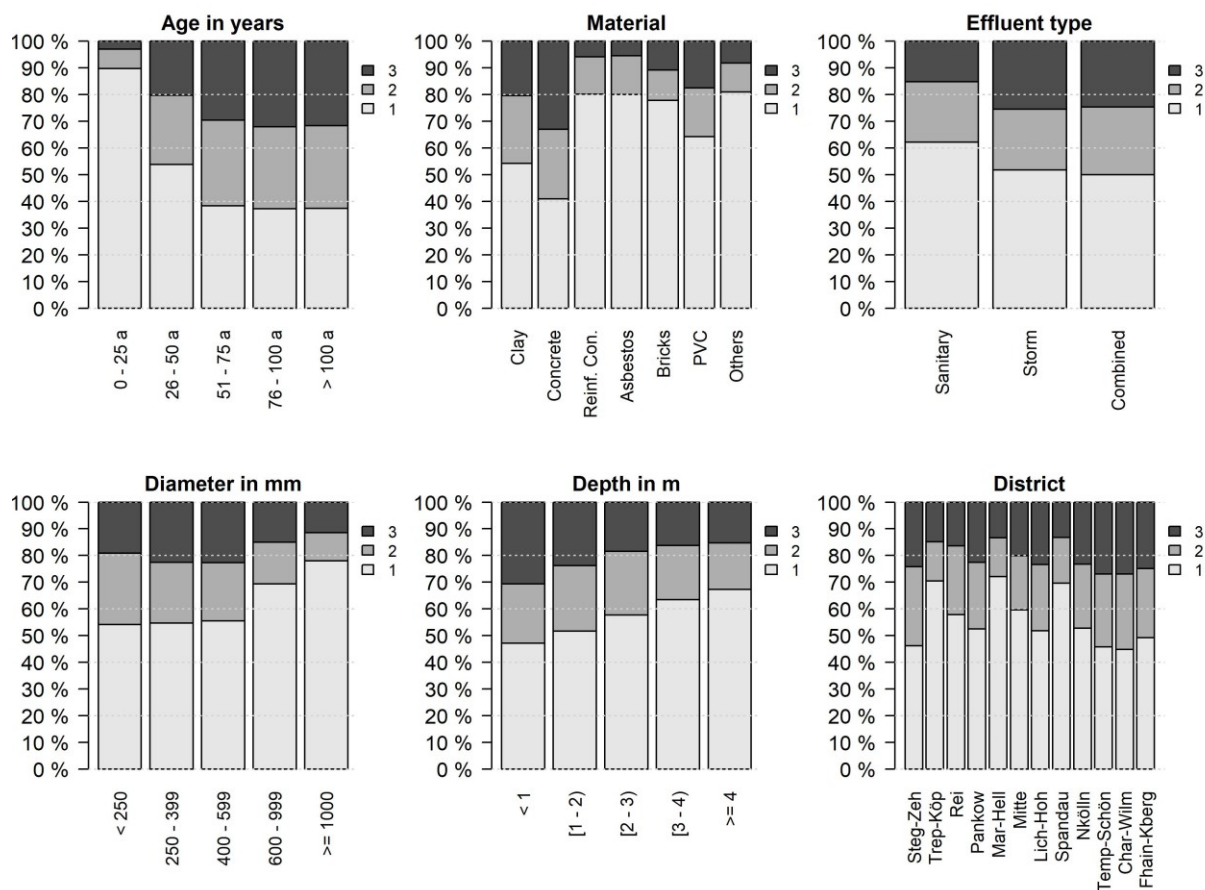 Age in years
100 %
90 %
80 %
70 %
60 %
50 %
40 %
30 %
20 %
10 %
0 %
3
2
1
0 - 25 a
26 - 50 a
51 - 75 a
76 - 100 a
> 100 a
Material
100 %
90 %
80 %
70 %
60 %
50 %
40 %
30 %
20 %
10 %
0 %
3
2
1
Clay
Concrete
Reinf. Con.
Asbestos
Bricks
PVC
Others
Effluent type
100 %
90 %
80 %
70 %
60 %
50 %
40 %
30 %
20 %
10 %
0 %
3
2
1
Sanitary
Storm
Combined
Diameter in mm
100 %
90 %
80 %
70 %
60 %
50 %
40 %
30 %
20 %
10 %
0 %
3
2
1
< 250
250 - 399
400 - 599
600 - 999
>= 1000
Depth in m
100 %
90 %
80 %
70 %
60 %
50 %
40 %
30 %
20 %
10 %
0 %
3
2
1
< 1
[1 - 2)
[2 - 3)
[3 - 4)
>= 4
District
100 %
90 %
80 %
70 %
60 %
50 %
40 %
30 %
20 %
10 %
0 %
3
2
1
Steg-Zeh
Trep-Köp
Rei
Pankow
Mar-Hell
Mitte
Lich-Hoh
Spandau
Nkölln
Temp-Schön
Char-Wilm
Fhain-Kberg